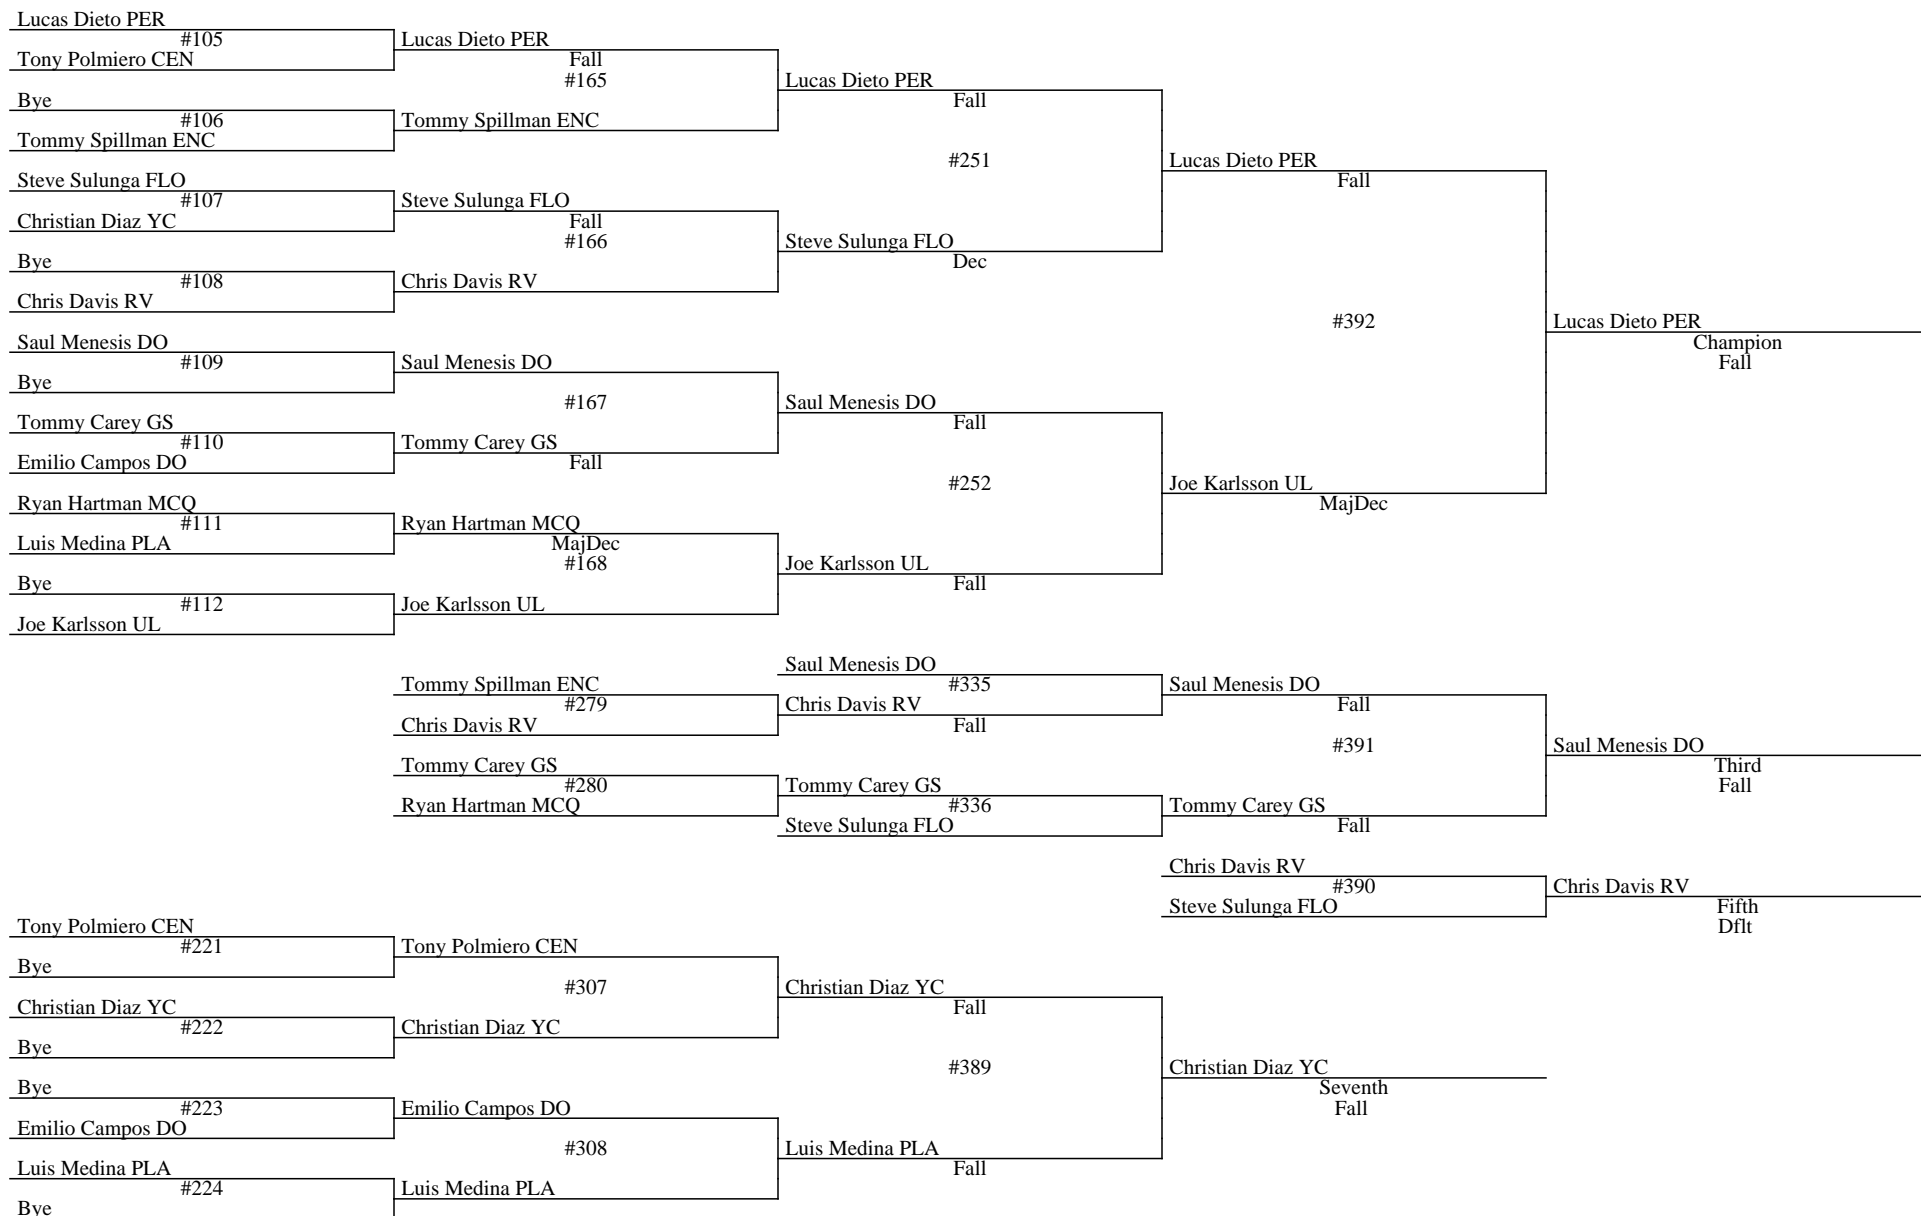 Lucas Dieto PER
#105
Tony Polmiero CEN
Bye
#106
Tommy Spillman ENC
Steve Sulunga FLO
#107
Christian Diaz YC
Bye
#108
Chris Davis RV
Saul Menesis DO
#109
Bye
Tommy Carey GS
#110
Emilio Campos DO
Ryan Hartman MCQ
#111
Luis Medina PLA
Bye
#112
Joe Karlsson UL
Lucas Dieto PER
Fall
#165
Tommy Spillman ENC
Steve Sulunga FLO
Fall
#166
Chris Davis RV
Saul Menesis DO
#167
Tommy Carey GS
Fall
Ryan Hartman MCQ
MajDec
#168
Joe Karlsson UL
Lucas Dieto PER
Fall
#251
Steve Sulunga FLO
Dec
Saul Menesis DO
Fall
#252
Joe Karlsson UL
Fall
Lucas Dieto PER
Fall
#392
Joe Karlsson UL
MajDec
Lucas Dieto PER
Champion
Fall
Tommy Spillman ENC
#279
Chris Davis RV
Tommy Carey GS
#280
Ryan Hartman MCQ
Saul Menesis DO
#335
Chris Davis RV
Fall
Tommy Carey GS
#336
Steve Sulunga FLO
Saul Menesis DO
Fall
#391
Tommy Carey GS
Fall
Saul Menesis DO
Third
Fall
Chris Davis RV
#390
Steve Sulunga FLO
Chris Davis RV
Fifth
Dflt
Tony Polmiero CEN
#221
Bye
Christian Diaz YC
#222
Bye
Bye
#223
Emilio Campos DO
Luis Medina PLA
#224
Bye
Tony Polmiero CEN
#307
Christian Diaz YC
Emilio Campos DO
#308
Luis Medina PLA
Christian Diaz YC
Fall
#389
Luis Medina PLA
Fall
Christian Diaz YC
Seventh
Fall